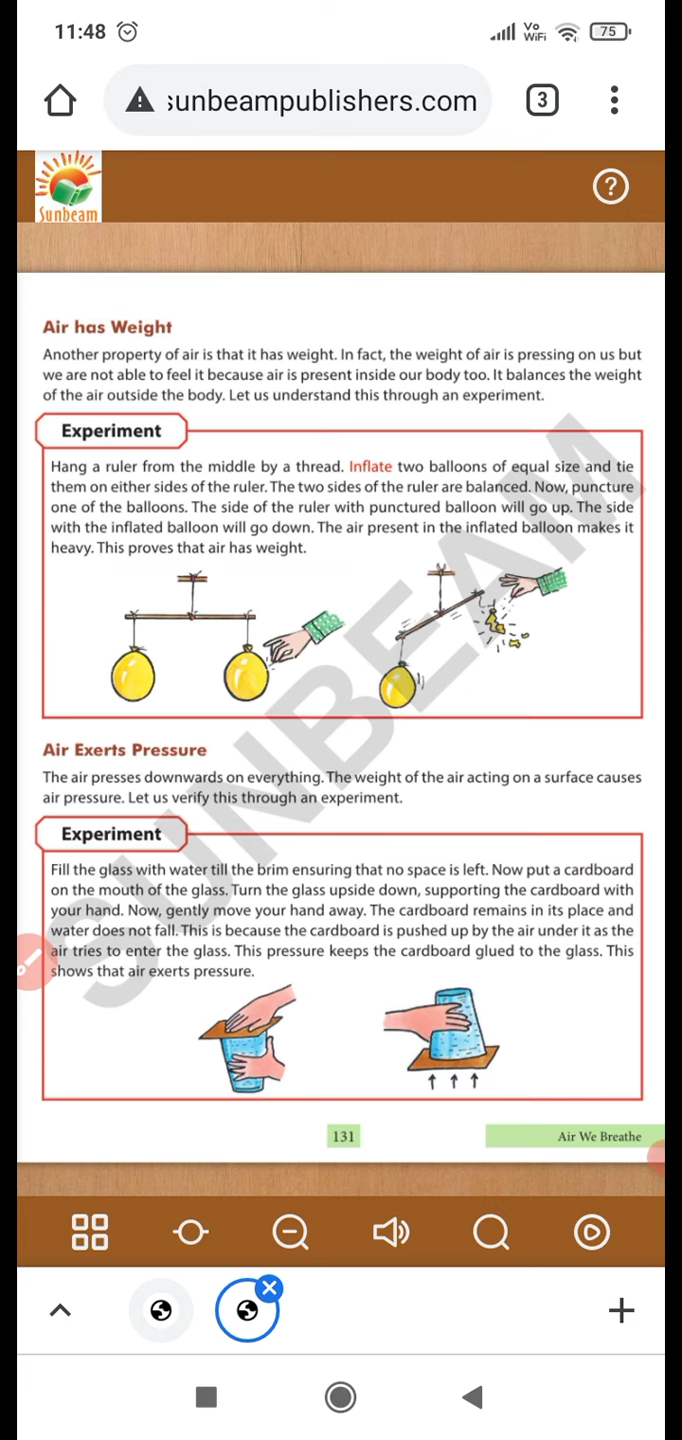 11:48
Vo
WiFi
75
sunbeampublishers.com
3
Sunbeam
?
Air has Weight
Another property of air is that it has weight. In fact, the weight of air is pressing on us but
we are not able to feel it because air is present inside our body too. It balances the weight
of the air outside the body. Let us understand this through an experiment.
Experiment
Hang a ruler from the middle by a thread. Inflate two balloons of equal size and tie
them on either sides of the ruler. The two sides of the ruler are balanced. Now, puncture
one of the balloons. The side of the ruler with punctured balloon will go up. The side
with the inflated balloon will go down. The air present in the inflated balloon makes it
heavy. This proves that air has weight.
SUNBEAM
Air Exerts Pressure
The air presses downwards on everything. The weight of the air acting on a surface causes
air pressure. Let us verify this through an experiment.
Experiment
Fill the glass with water till the brim ensuring that no space is left. Now put a cardboard
on the mouth of the glass. Turn the glass upside down, supporting the cardboard with
your hand. Now, gently move your hand away. The cardboard remains in its place and
water does not fall. This is because the cardboard is pushed up by the air under it as the
air tries to enter the glass. This pressure keeps the cardboard glued to the glass. This
shows that air exerts pressure.
131
Air We Breathe